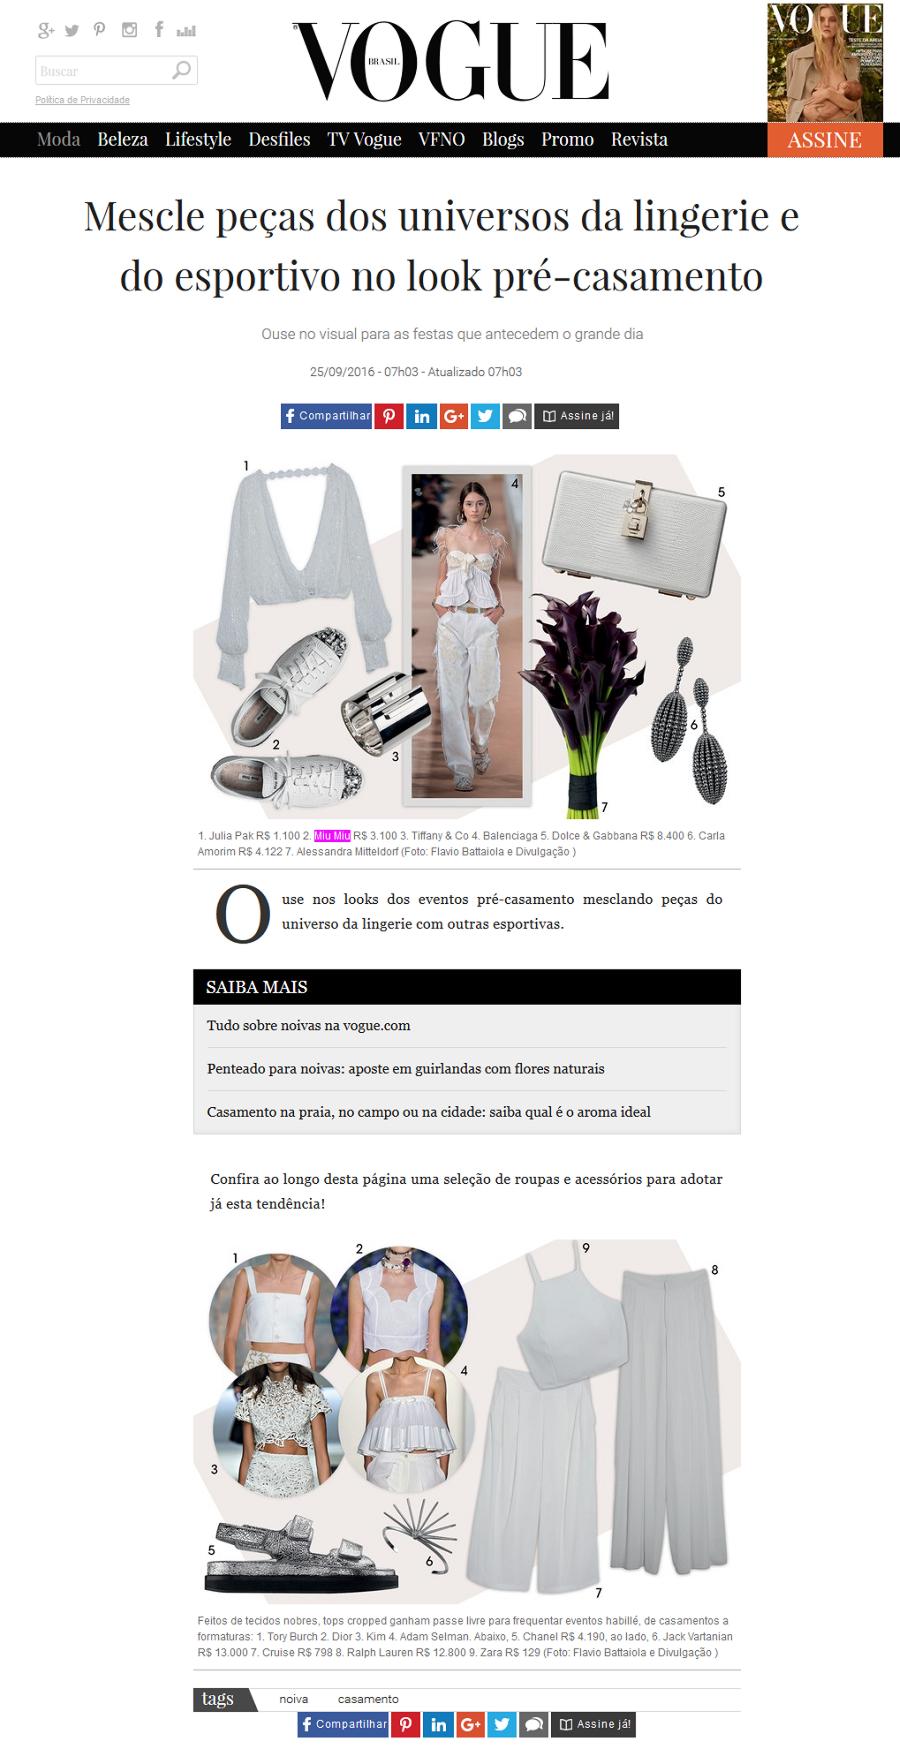 Buscar
Política de Privacidade
VOGUE
BRASIL
VOGUE
Moda Beleza Lifestyle Desfiles TV Vogue VFNO Blogs Promo Revista ASSINE
Mescle peças dos universos da lingerie e
do esportivo no look pré-casamento
Ouse no visual para as festas que antecedem o grande dia
25/09/2016 - 07h03 - Atualizado 07h03
Compartilhar Assine já!
1
4
5
2
3
6
7
1. Julia Pak R$ 1.100 2. Miu Miu R$ 3.100 3. Tiffany & Co 4. Balenciaga 5. Dolce & Gabbana R$ 8.400 6. Carla
Amorim R$ 4.122 7. Alessandra Mitteldorf (Foto: Flavio Battaiola e Divulgação )
Ouse nos looks dos eventos pré-casamento mesclando peças do
universo da lingerie com outras esportivas.
SAIBA MAIS
Tudo sobre noivas na vogue.com
Penteado para noivas: aposte em guirlandas com flores naturais
Casamento na praia, no campo ou na cidade: saiba qual é o aroma ideal
Confira ao longo desta página uma seleção de roupas e acessórios para adotar
já esta tendência!
1
2
9
8
4
3
5
6
7
Feitos de tecidos nobres, tops cropped ganham passe livre para frequentar eventos habillé, de casamentos a
formaturas: 1. Tory Burch 2. Dior 3. Kim 4. Adam Selman. Abaixo, 5. Chanel R$ 4.190, ao lado, 6. Jack Vartanian
R$ 13.000 7. Cruise R$ 798 8. Ralph Lauren R$ 12.800 9. Zara R$ 129 (Foto: Flavio Battaiola e Divulgação )
tags noiva casamento
Compartilhar Assine já!